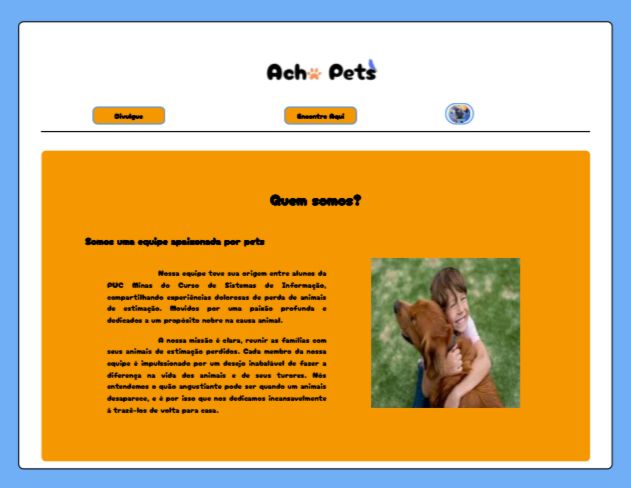 Acho Pets
Divulgue
Encontre Aqui
Quem somos?
Somos uma equipe apaixonada por pets
Nossa equipe teve sua origem entre alunos da
PUC Minas do Curso de Sistemas de Informação,
compartilhando experiências dolorosas de perda de animais
de estimação. Movidos por uma paixão profunda e
dedicados a um propósito nobre na causa animal.
A nossa missão é clara, reunir as famílias com
seus animais de estimação perdidos. Cada membro da nossa
equipe é impulsionado por um desejo inabalável de fazer a
diferença na vida dos animais e de seus turores. Nós
entendemos o quão angustiante pode ser quando um animais
desaparece, e é por isso que nos dedicamos incansavelmente
à trazê-los de volta para casa.